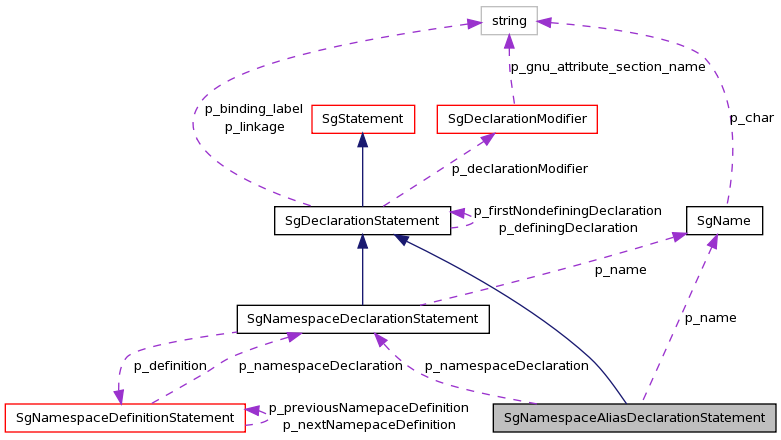 string
p_gnu_attribute_section_name
p_binding_label
p_linkage
SgStatement
SgDeclarationModifier
p_char
p_declarationModifier
SgDeclarationStatement
p_firstNondefiningDeclaration
p_definingDeclaration
SgName
p_name
SgNamespaceDeclarationStatement
p_name
p_definition
p_namespaceDeclaration
p_namespaceDeclaration
SgNamespaceDefinitionStatement
p_previousNamepaceDefinition
p_nextNamepaceDefinition
SgNamespaceAliasDeclarationStatement